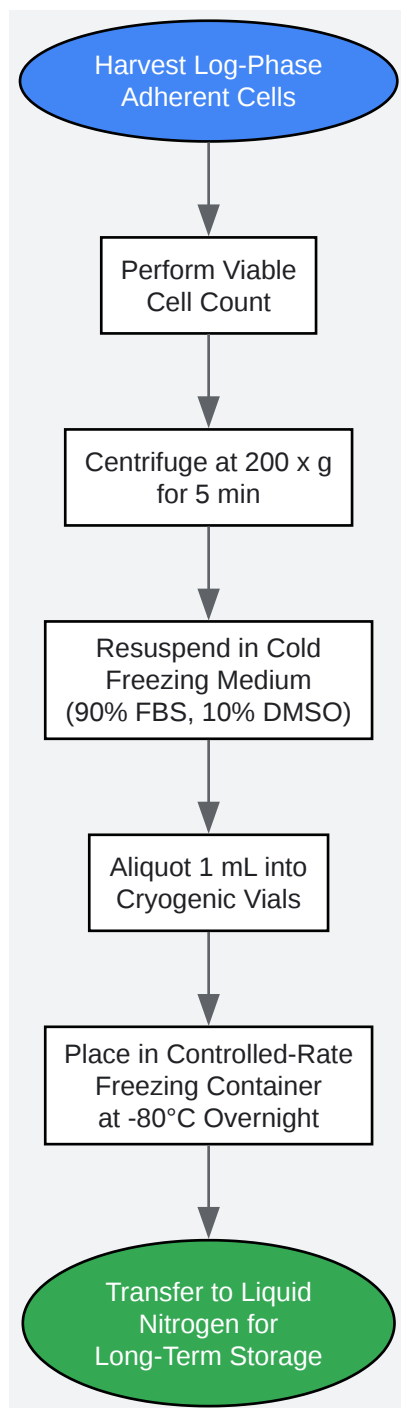 Harvest Log-Phase
Adherent Cells
Perform Viable
Cell Count
Centrifuge at 200 x g
for 5 min
Resuspend in Cold
Freezing Medium
(90% FBS, 10% DMSO)
Aliquot 1 mL into
Cryogenic Vials
Place in Controlled-Rate
Freezing Container
at -80°C Overnight
Transfer to Liquid
Nitrogen for
Long-Term Storage